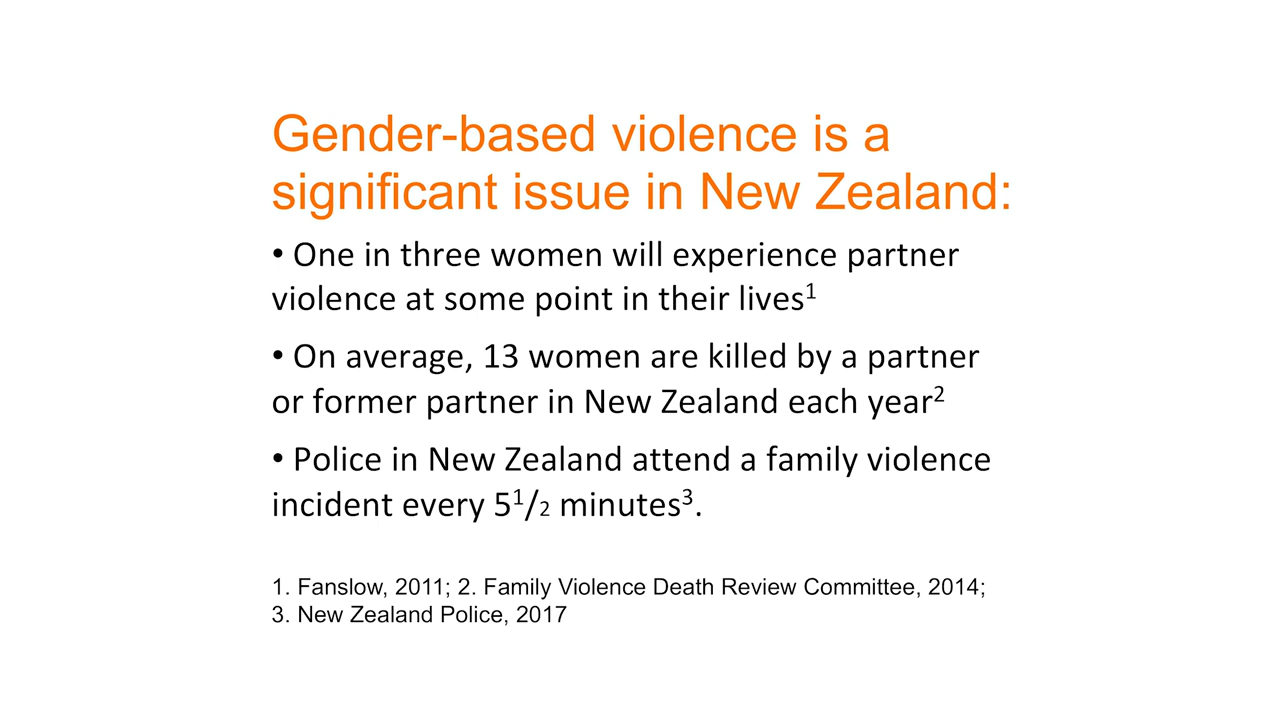 Gender-based violence is a
significant issue in New Zealand:
• One in three women will experience partner
violence at some point in their lives¹
• On average, 13 women are killed by a partner
or former partner in New Zealand each year²
• Police in New Zealand attend a family violence
incident every 5¹/₂ minutes³.
1. Fanslow, 2011; 2. Family Violence Death Review Committee, 2014;
3. New Zealand Police, 2017